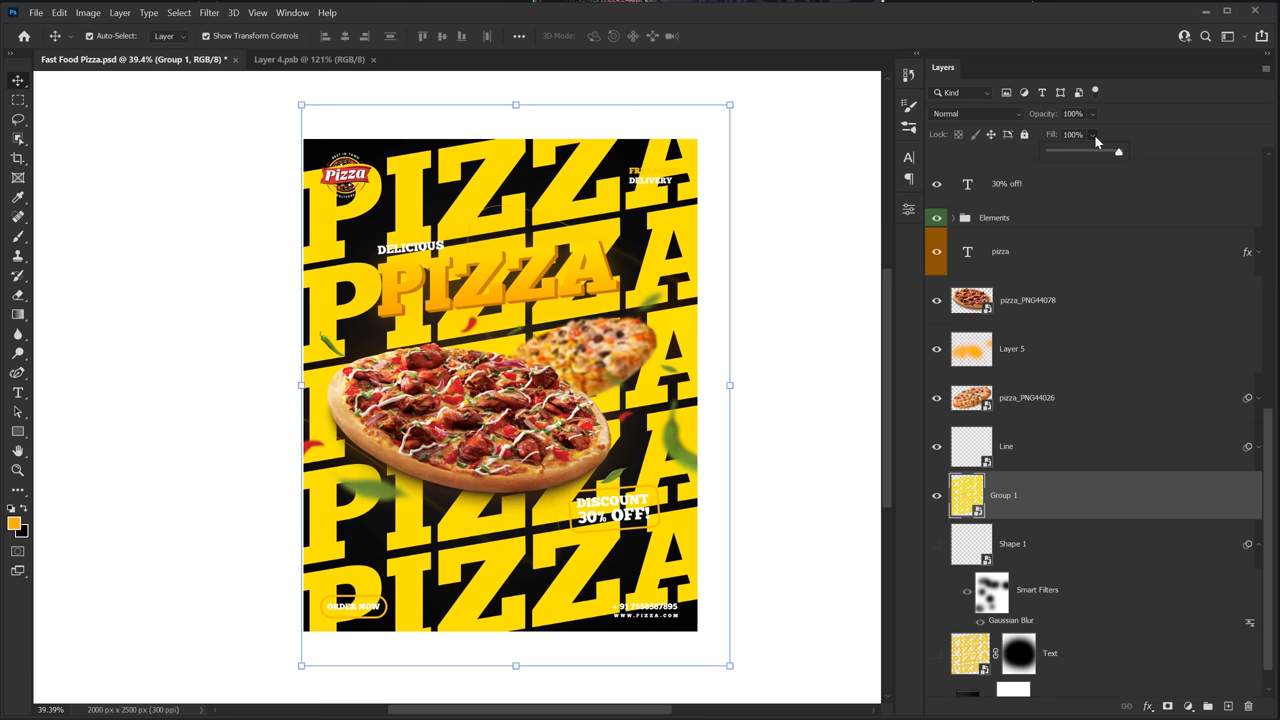 Ps File Edit Image Layer Type Select Filter 3D View Window Help
Auto-Select: Layer Show Transform Controls 3D Mode:
Fast Food Pizza.psd @ 39.4% (Group 1, RGB/8) * × Layer 4.psb @ 121% (RGB/8) ×
Layers
Kind
Normal Opacity: 100%
Lock: Fill: 100%
30% off!
Elements
pizza fx
pizza_PNG44078
Layer 5
pizza_PNG44026
Line
Group 1
Shape 1
Smart Filters
Gaussian Blur
Text
fx
PIZZA
PIZZA
PIZZA
PIZZA
PIZZA
Pizza
DELIVERY
DELICIOUS
PIZZA
DISCOUNT
30% OFF!
ORDER NOW
WWW.PIZZA.COM
39.39% 2000 px x 2500 px (300 ppi)